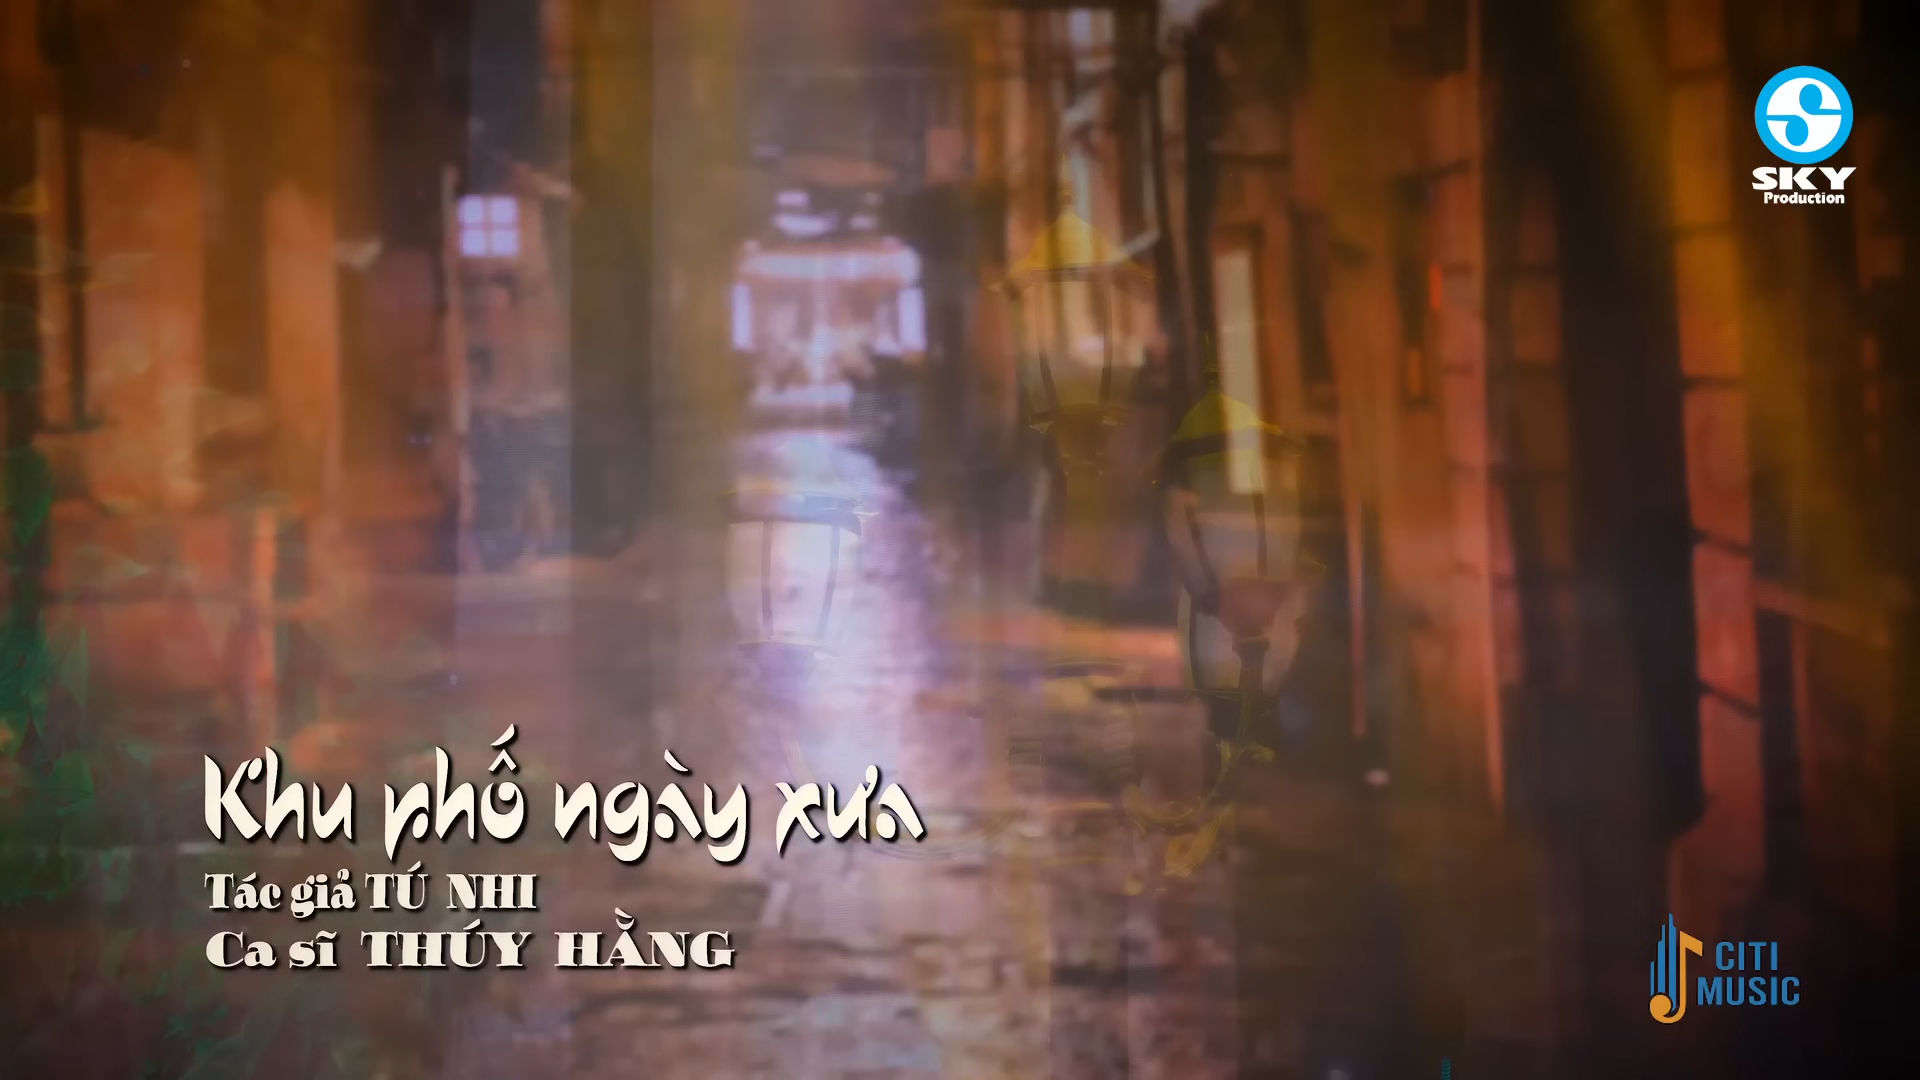 SKY
Production
Khu phố ngày xưa
Tác giả TÚ NHI
Ca sĩ THÚY HẰNG
CITI
MUSIC